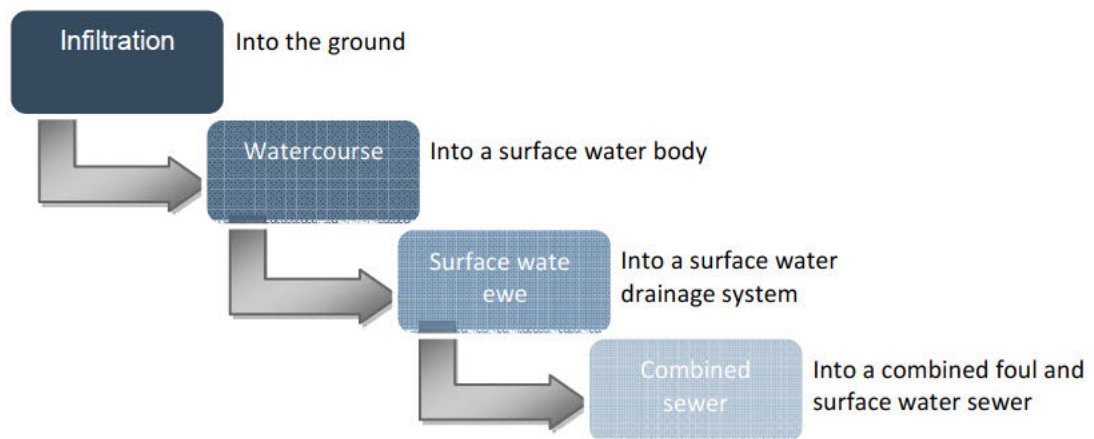 Infiltration
Into the ground
Watercourse
Into a surface water body
Surface wate
ewe
Into a surface water
drainage system
Combined
sewer
Into a combined foul and
surface water sewer